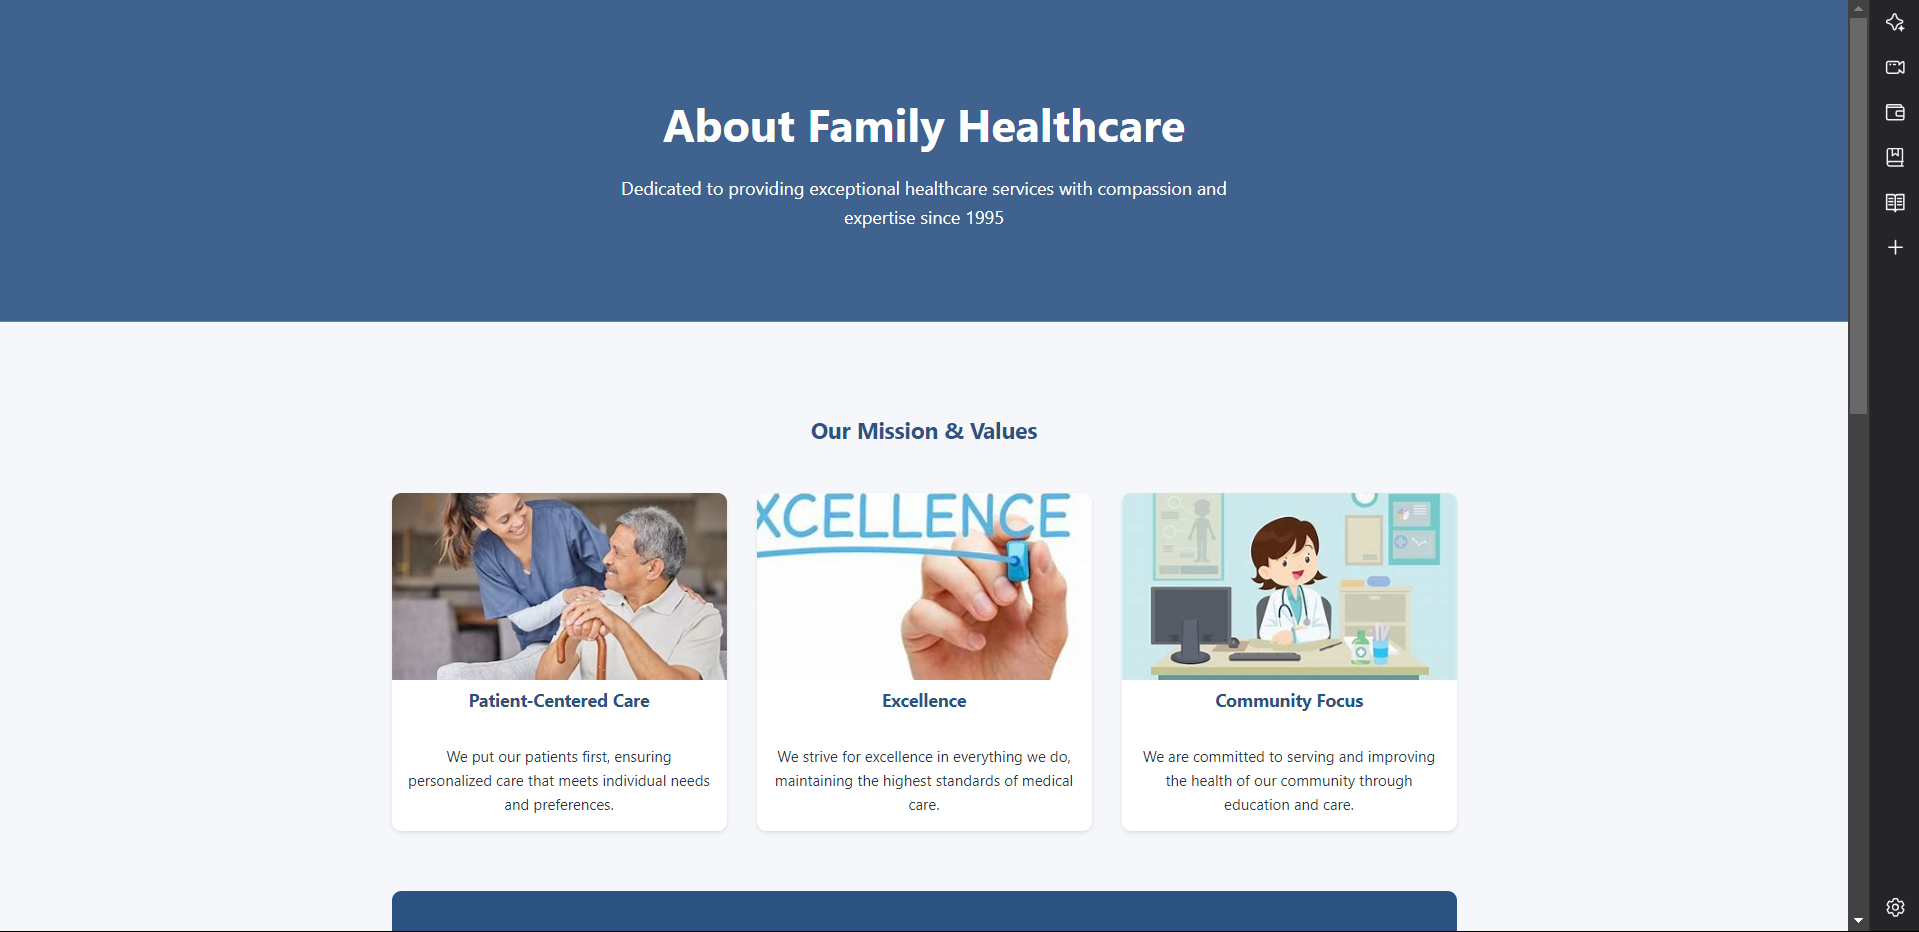 About Family Healthcare
Dedicated to providing exceptional healthcare services with compassion and
expertise since 1995
Our Mission & Values
XCELLENCE
Patient-Centered Care
We put our patients first, ensuring
personalized care that meets individual needs
and preferences.
Excellence
We strive for excellence in everything we do,
maintaining the highest standards of medical
care.
Community Focus
We are committed to serving and improving
the health of our community through
education and care.